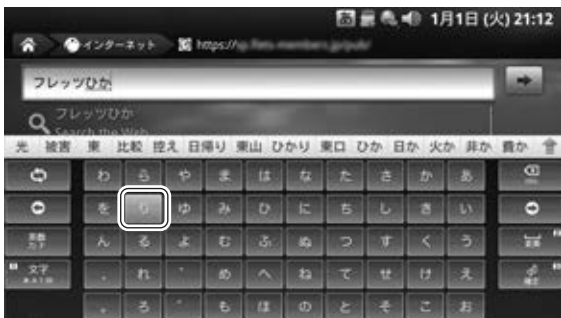 1月1日 (火) 21:12
インターネット https://
フレッツひか
フレッツひか
Search the Web
光 被害 東 比較 控え 日帰り 東山 ひかり 東口 ひか 日か 火か 非か 費か
わ ら や ま は な た さ か あ
を り ゆ み ひ に ち し き い
ん る よ む ふ ぬ つ す く う
れ め へ ね て せ け え
文字
ろ も ほ の と そ こ お